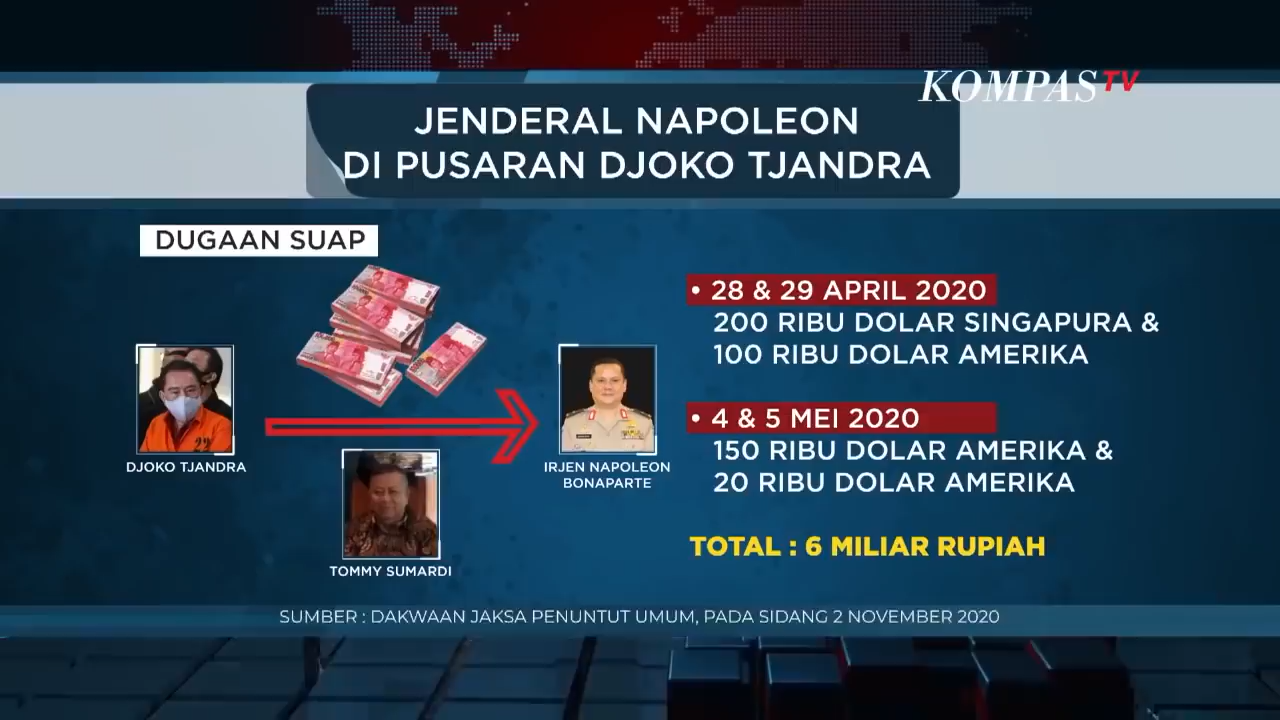 KOMPAS TV
JENDERAL NAPOLEON
DI PUSARAN DJOKO TJANDRA
DUGAAN SUAP
DJOKO TJANDRA
TOMMY SUMARDI
IRJEN NAPOLEON
BONAPARTE
• 28 & 29 APRIL 2020
200 RIBU DOLAR SINGAPURA &
100 RIBU DOLAR AMERIKA
• 4 & 5 MEI 2020
150 RIBU DOLAR AMERIKA &
20 RIBU DOLAR AMERIKA
TOTAL : 6 MILIAR RUPIAH
SUMBER : DAKWAAN JAKSA PENUNTUT UMUM, PADA SIDANG 2 NOVEMBER 2020